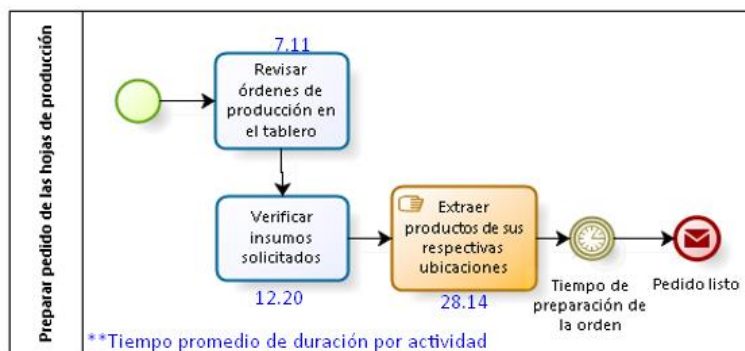 Preparar pedido de las hojas de producción
7.11
Revisar
órdenes de
producción en
el tablero
Verificar
insumos
solicitados
12.20
Extraer
productos de sus
respectivas
ubicaciones
28.14
Tiempo de
preparación de
la orden
Pedido listo
**Tiempo promedio de duración por actividad